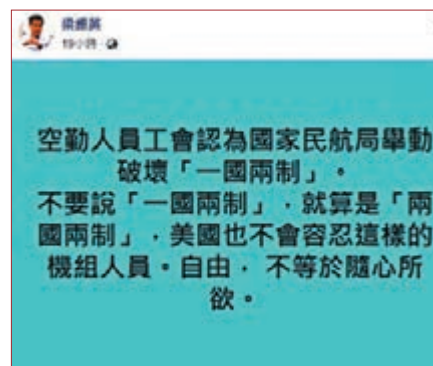 梁振英
19小時
空勤人員工會認為國家民航局舉動
破壞「一國兩制」。
不要說「一國兩制」，就算是「兩
國兩制」，美國也不會容忍這樣的
機組人員。自由， 不等於隨心所
欲。